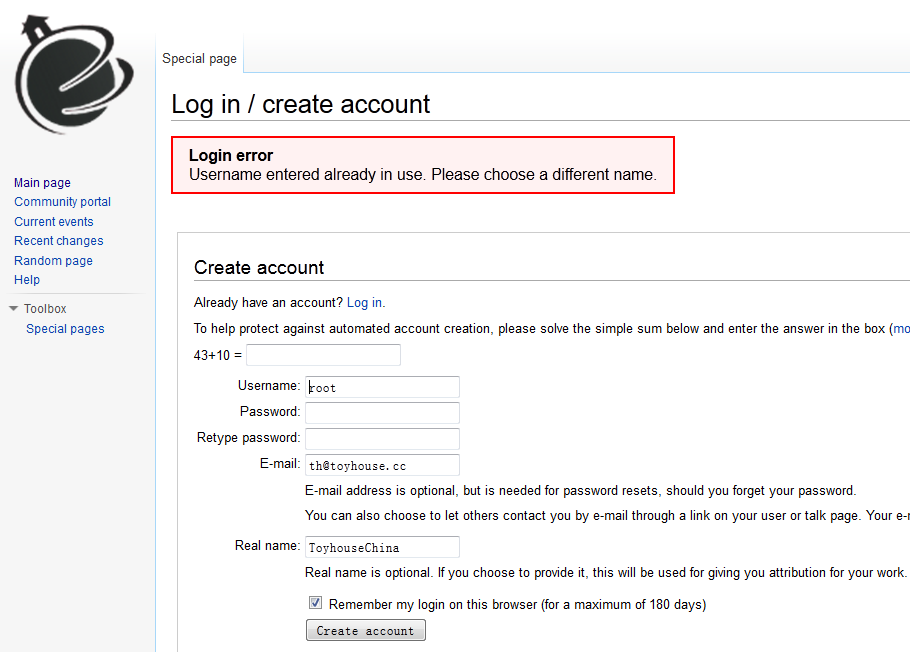 Special page
Log in / create account
Login error
Username entered already in use. Please choose a different name.
Main page
Community portal
Current events
Recent changes
Random page
Help
Toolbox
Special pages
Create account
Already have an account? Log in.
To help protect against automated account creation, please solve the simple sum below and enter the answer in the box (mo
43+10 =
Username: root
Password:
Retype password:
E-mail: th@toyhouse.cc
E-mail address is optional, but is needed for password resets, should you forget your password.
You can also choose to let others contact you by e-mail through a link on your user or talk page. Your e-
Real name: ToyhouseChina
Real name is optional. If you choose to provide it, this will be used for giving you attribution for your work.
Remember my login on this browser (for a maximum of 180 days)
Create account